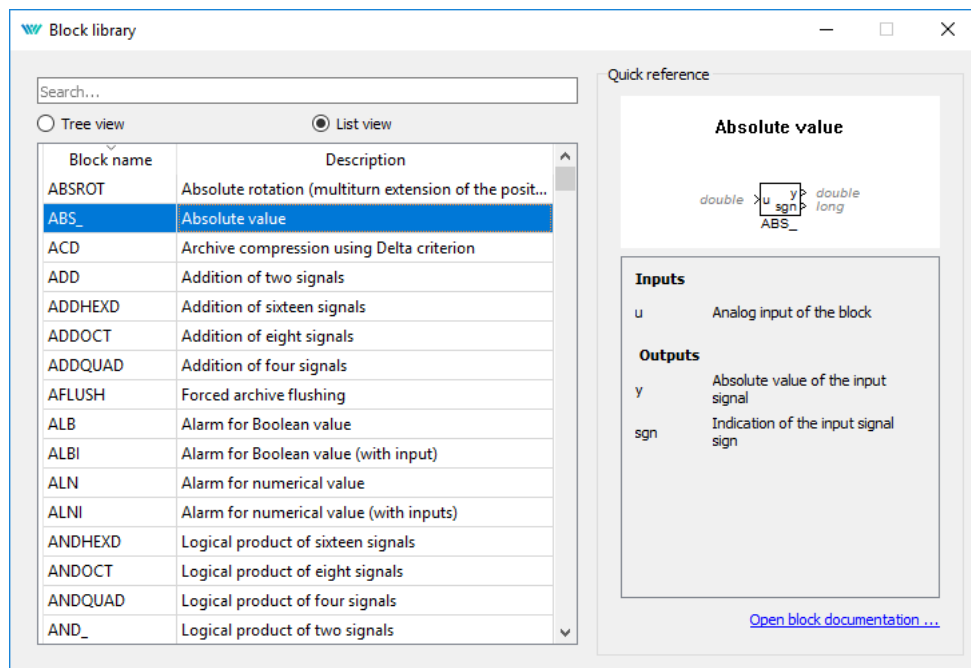 Block library
Search...
Tree view
List view
Block name Description
ABSROT Absolute rotation (multiturn extension of the posit...
ABS_ Absolute value
ACD Archive compression using Delta criterion
ADD Addition of two signals
ADDHEXD Addition of sixteen signals
ADDOCT Addition of eight signals
ADDQUAD Addition of four signals
AFLUSH Forced archive flushing
ALB Alarm for Boolean value
ALBI Alarm for Boolean value (with input)
ALN Alarm for numerical value
ALNI Alarm for numerical value (with inputs)
ANDHEXD Logical product of sixteen signals
ANDOCT Logical product of eight signals
ANDQUAD Logical product of four signals
AND_ Logical product of two signals
Quick reference
Absolute value
double u y double
sgn long
ABS_
Inputs
u Analog input of the block
Outputs
y Absolute value of the input
signal
sgn Indication of the input signal
sign
Open block documentation ...